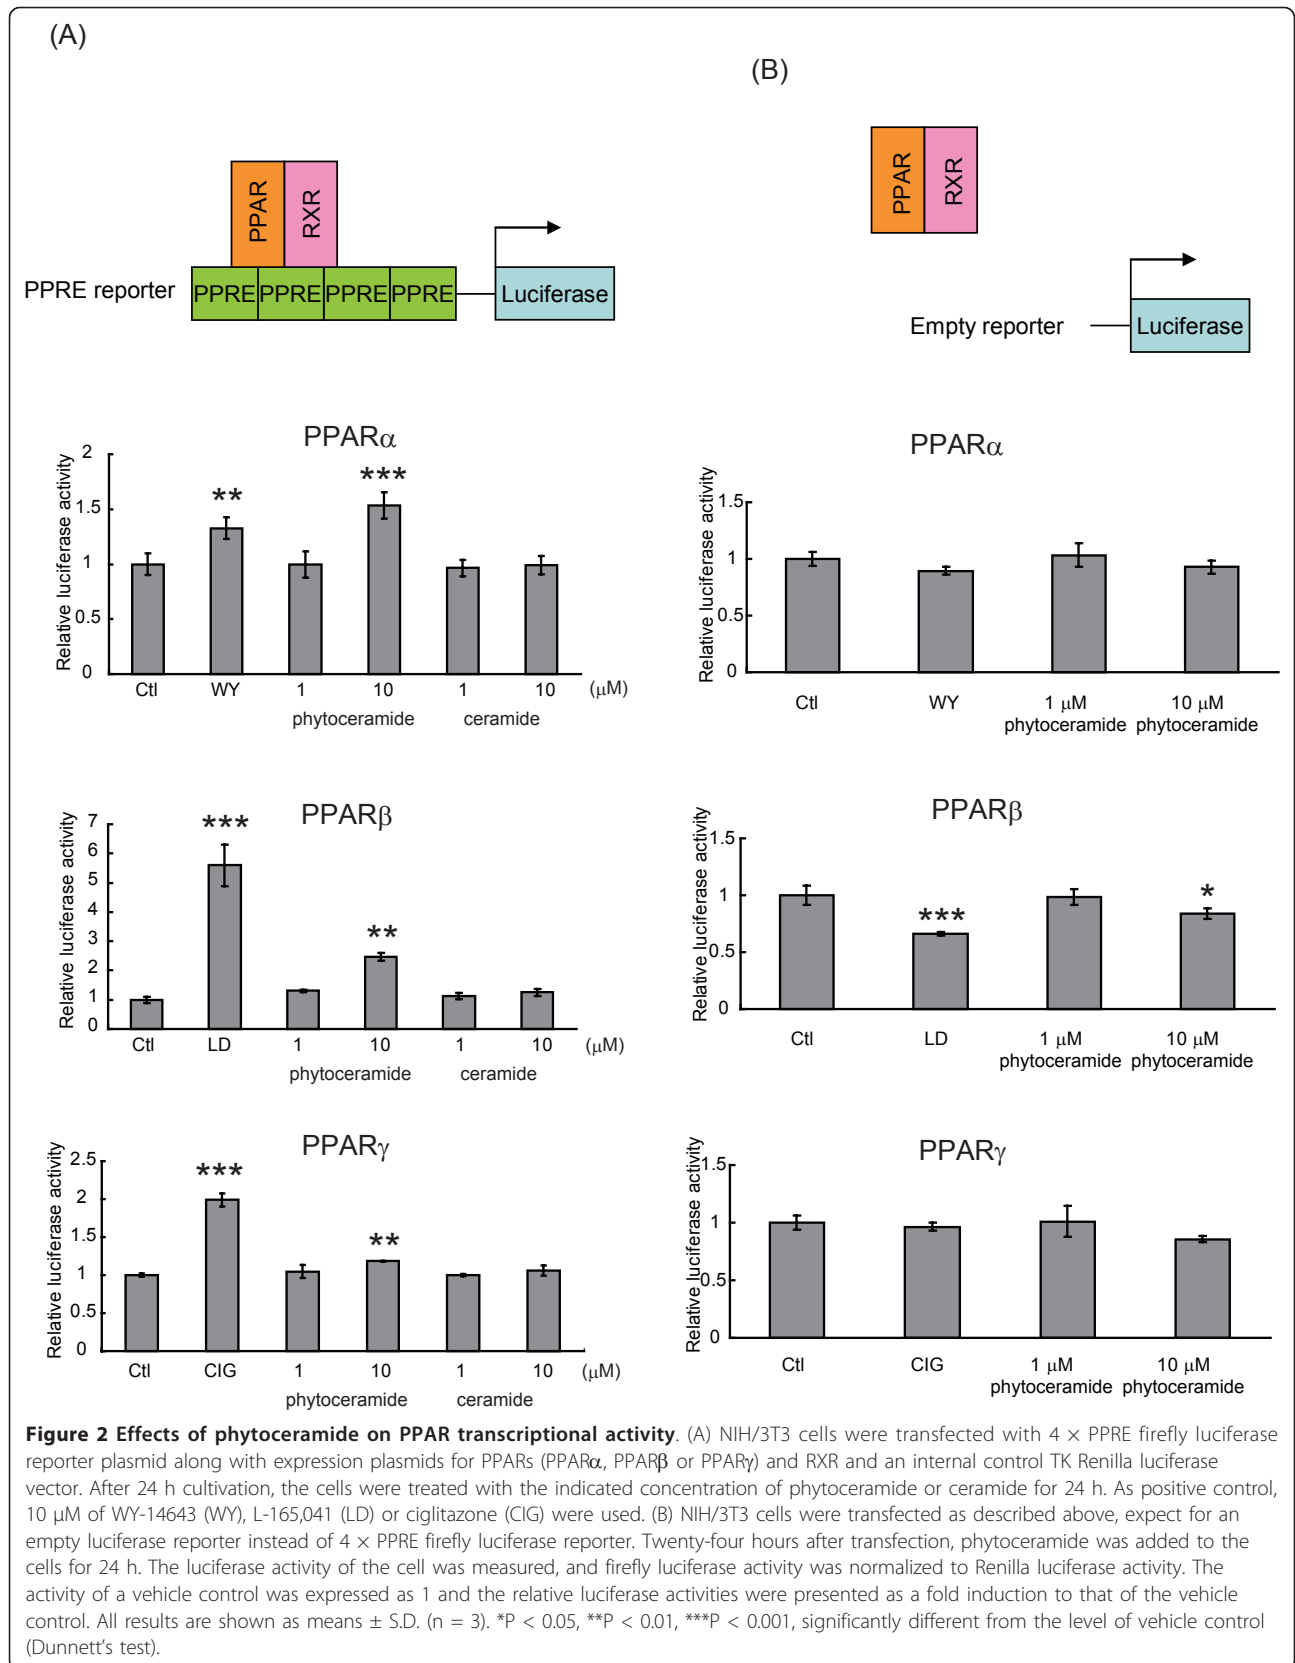 (A)
PPAR
RXR
PPRE reporter
PPRE PPRE PPRE PPRE
Luciferase
PPARα
Relative luciferase activity
2
1.5
1
0.5
0
**
***
Ctl WY 1 10 1 10 (μM)
phytoceramide ceramide
PPARβ
Relative luciferase activity
7
6
5
4
3
2
1
0
***
**
Ctl LD 1 10 1 10 (μM)
phytoceramide ceramide
PPARγ
Relative luciferase activity
2.5
2
1.5
1
0.5
0
***
**
Ctl CIG 1 10 1 10 (μM)
phytoceramide ceramide
(B)
PPAR
RXR
Empty reporter
Luciferase
PPARα
Relative luciferase activity
1.5
1
0.5
0
Ctl WY 1 μM 10 μM
phytoceramide phytoceramide
PPARβ
Relative luciferase activity
1.5
1
0.5
0
***
*
Ctl LD 1 μM 10 μM
phytoceramide phytoceramide
PPARγ
Relative luciferase activity
1.5
1
0.5
0
Ctl CIG 1 μM 10 μM
phytoceramide phytoceramide
Figure 2 Effects of phytoceramide on PPAR transcriptional activity. (A) NIH/3T3 cells were transfected with 4 × PPRE firefly luciferase
reporter plasmid along with expression plasmids for PPARs (PPARα, PPARβ or PPARγ) and RXR and an internal control TK Renilla luciferase
vector. After 24 h cultivation, the cells were treated with the indicated concentration of phytoceramide or ceramide for 24 h. As positive control,
10 μM of WY-14643 (WY), L-165,041 (LD) or ciglitazone (CIG) were used. (B) NIH/3T3 cells were transfected as described above, expect for an
empty luciferase reporter instead of 4 × PPRE firefly luciferase reporter. Twenty-four hours after transfection, phytoceramide was added to the
cells for 24 h. The luciferase activity of the cell was measured, and firefly luciferase activity was normalized to Renilla luciferase activity. The
activity of a vehicle control was expressed as 1 and the relative luciferase activities were presented as a fold induction to that of the vehicle
control. All results are shown as means ± S.D. (n = 3). *P < 0.05, **P < 0.01, ***P < 0.001, significantly different from the level of vehicle control
(Dunnett's test).